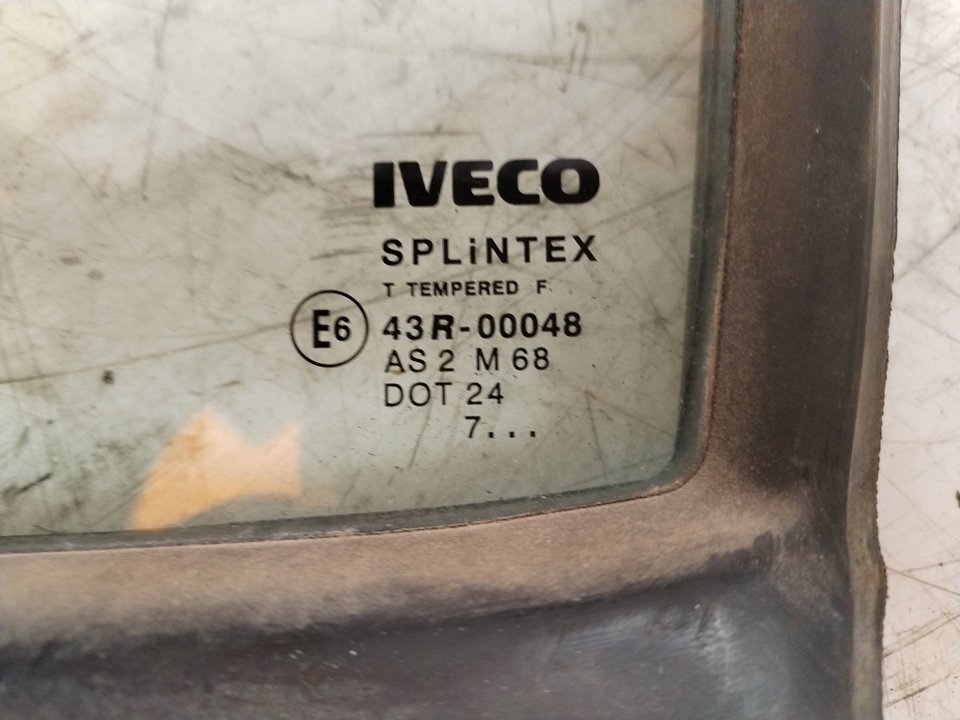 IVECO
SPLiNTEX
T TEMPERED F
E6 43R-00048
AS 2 M 68
DOT 24
7...